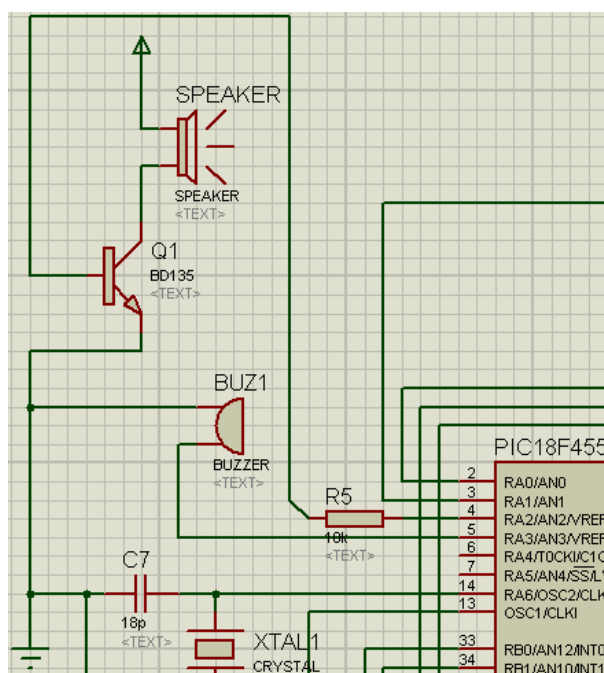 SPEAKER
SPEAKER
<TEXT>
Q1
BD135
<TEXT>
BUZ1
BUZZER
<TEXT>
PIC18F455
R5
18k
<TEXT>
2 RA0/AN0
3 RA1/AN1
4 RA2/AN2/VREF
5 RA3/AN3/VREF
6 RA4/T0CKI/C1O
7 RA5/AN4/SS/LV
14 RA6/OSC2/CLK
13 OSC1/CLKI
33 RB0/AN12/INT0
34 RB1/AN10/INT1
C7
18p
<TEXT>
XTAL1
CRYSTAL